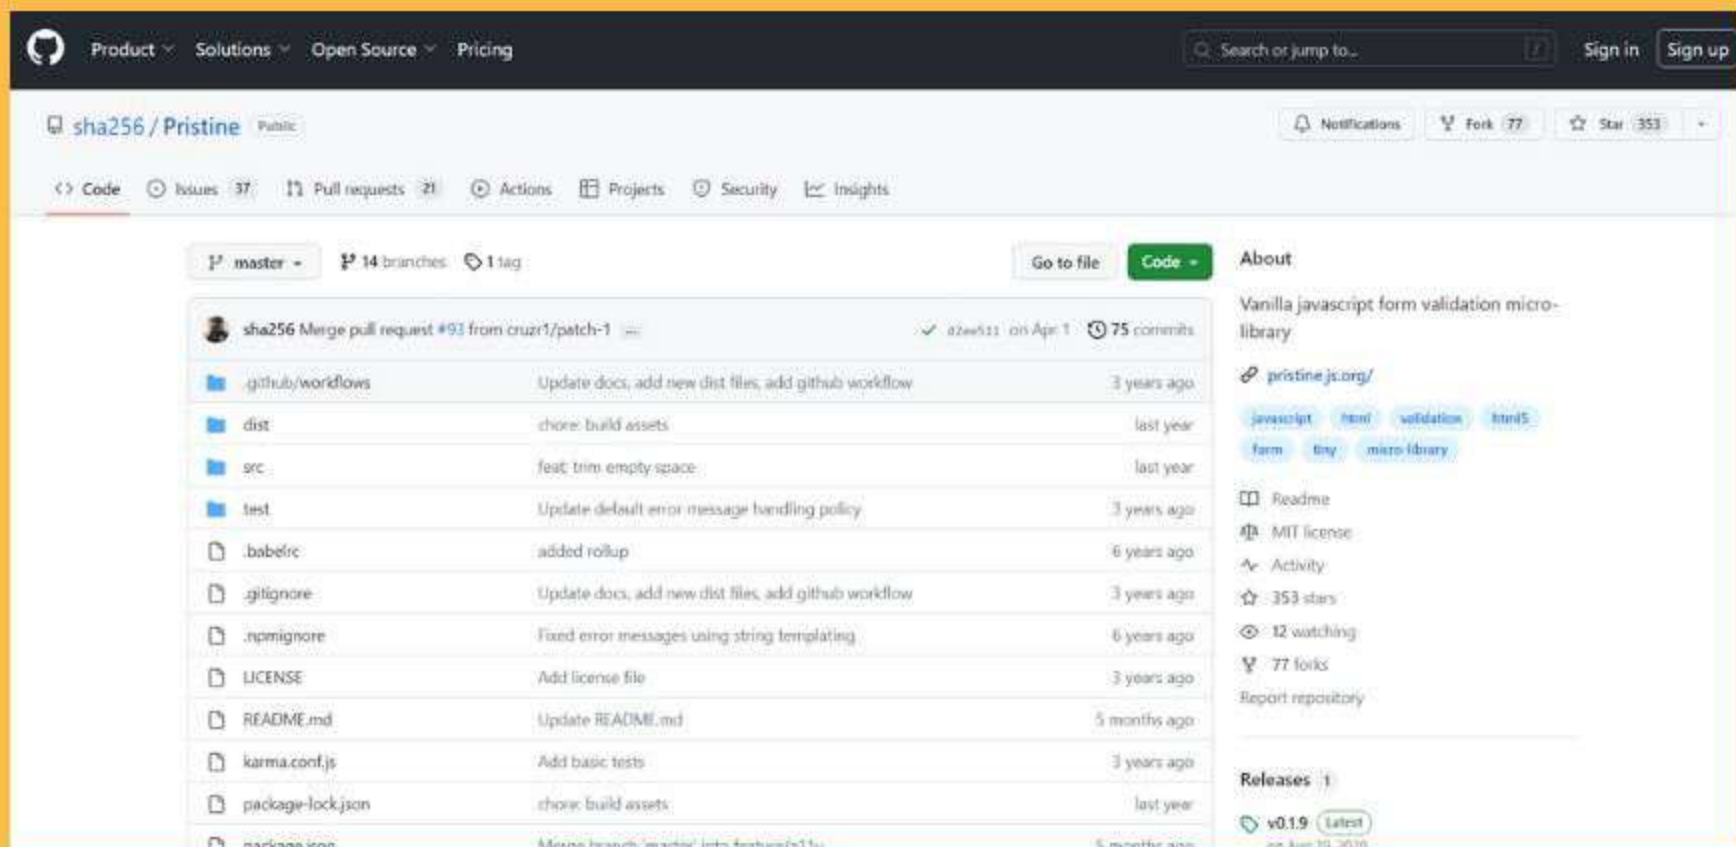 Product Solutions Open Source Pricing Search or jump to... / Sign in Sign up
sha256 / Pristine Public Notifications Fork 77 Star 353
Code Issues 37 Pull requests 21 Actions Projects Security Insights
master 14 branches 1 tag Go to file Code
sha256 Merge pull request #93 from cruzr1/patch-1 ... on Apr 1 75 commits
.github/workflows Update docs, add new dist files, add github workflow 3 years ago
dist chore: build assets last year
src feat: trim empty space last year
test Update default error message handling policy 3 years ago
.babelrc added rollup 6 years ago
.gitignore Update docs, add new dist files, add github workflow 3 years ago
.npmignore Fixed error messages using string templating 6 years ago
LICENSE Add license file 3 years ago
README.md Update README.md 5 months ago
karma.conf.js Add basic tests 3 years ago
package-lock.json chore: build assets last year
package.json Merge branch 'master' into 5 months ago
About
Vanilla javascript form validation micro-
library
pristine.js.org/
javascript html validation html5
form tiny micro-library
Readme
MIT license
Activity
353 stars
12 watching
77 forks
Report repository
Releases 1
v0.1.9 Latest